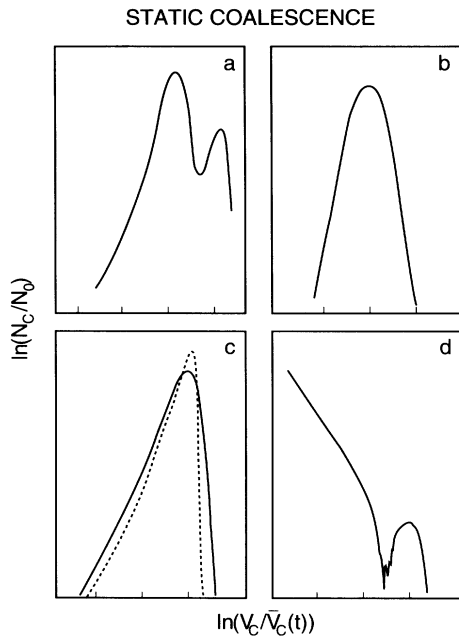 STATIC COALESCENCE
a
b
c
d
ln(N_C/N_0)
ln(V_C/V̄_C(t))